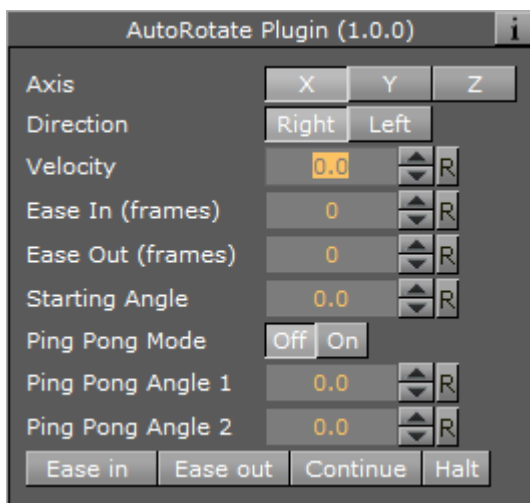 AutoRotate Plugin (1.0.0) i
Axis X Y Z
Direction Right Left
Velocity 0.0 R
Ease In (frames) 0 R
Ease Out (frames) 0 R
Starting Angle 0.0 R
Ping Pong Mode Off On
Ping Pong Angle 1 0.0 R
Ping Pong Angle 2 0.0 R
Ease in Ease out Continue Halt